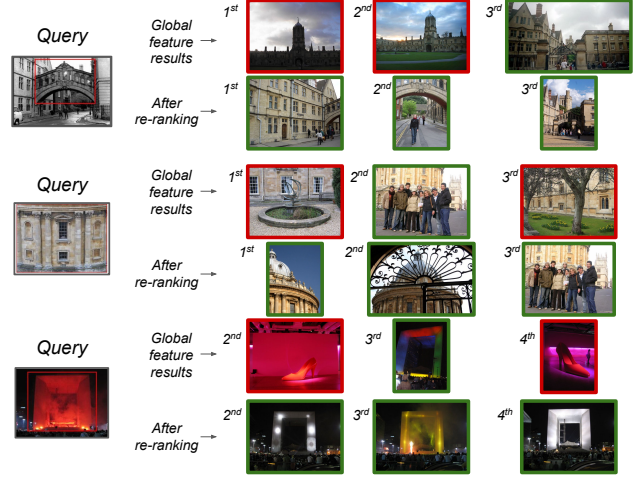 Query
Global
feature
results
1st
2nd
3rd
After
re-ranking
1st
2nd
3rd
Query
Global
feature
results
1st
2nd
3rd
After
re-ranking
1st
2nd
3rd
Query
Global
feature
results
2nd
3rd
4th
After
re-ranking
2nd
3rd
4th